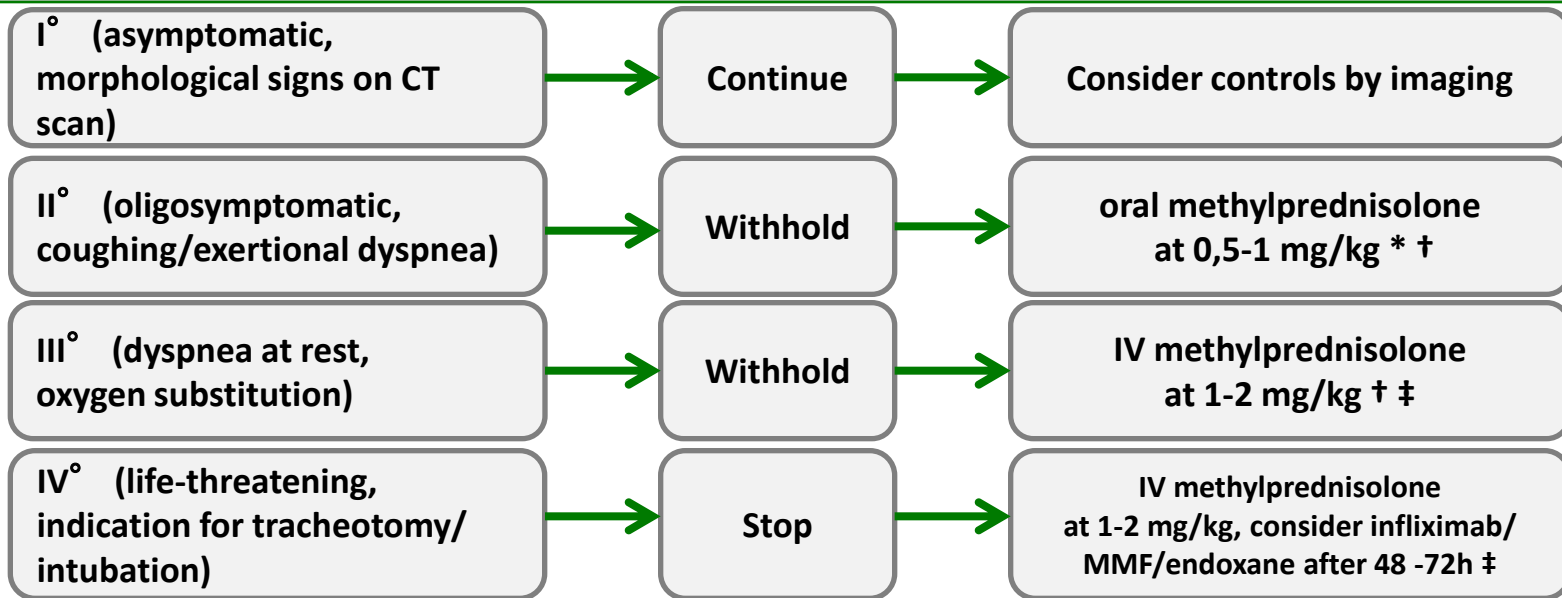 I° (asymptomatic,
morphological signs on CT
scan)
Continue
Consider controls by imaging
II° (oligosymptomatic,
coughing/exertional dyspnea)
Withhold
oral methylprednisolone
at 0,5-1 mg/kg * †
III° (dyspnea at rest,
oxygen substitution)
Withhold
IV methylprednisolone
at 1-2 mg/kg † ‡
IV° (life-threatening,
indication for tracheotomy/
intubation)
Stop
IV methylprednisolone
at 1-2 mg/kg, consider infliximab/
MMF/endoxane after 48 -72h ‡